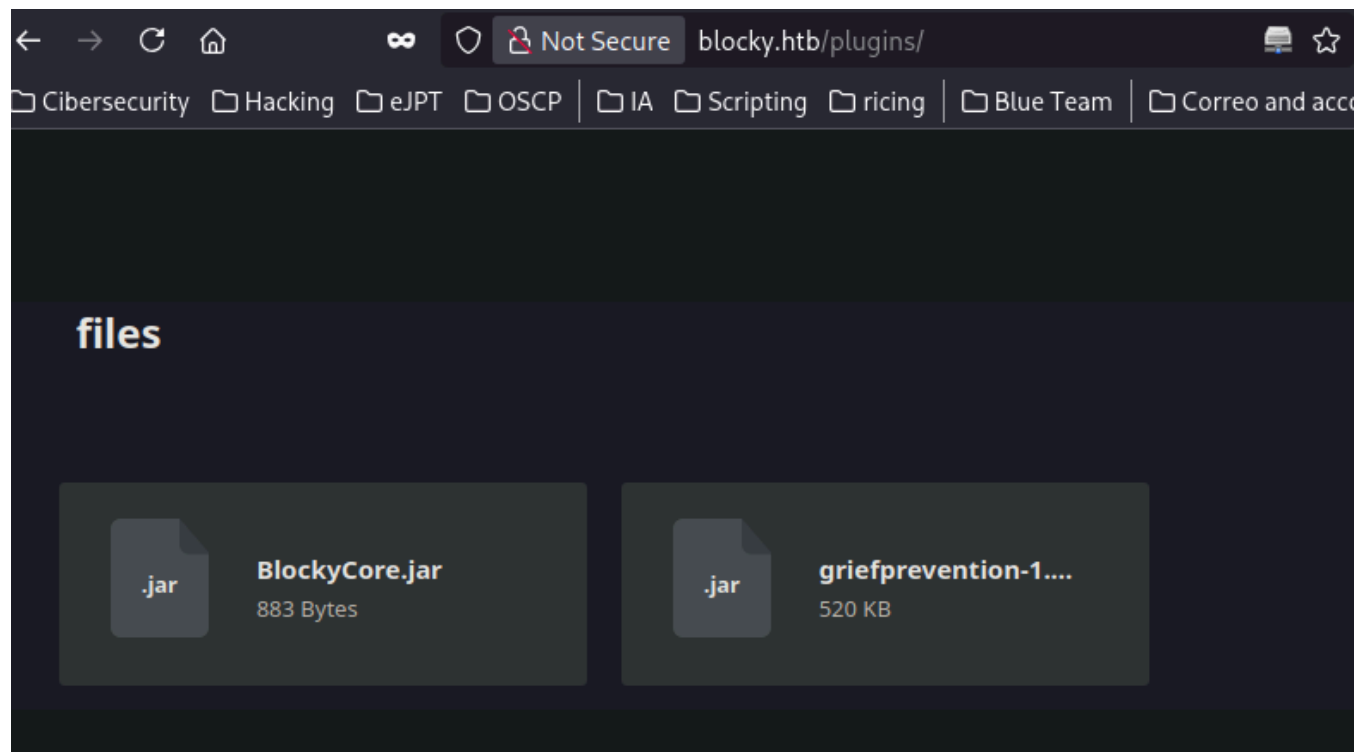 Not Secure blocky.htb/plugins/
Cibersecurity Hacking eJPT OSCP IA Scripting ricing Blue Team Correo and acco
files
.jar BlockyCore.jar
883 Bytes
.jar griefprevention-1....
520 KB